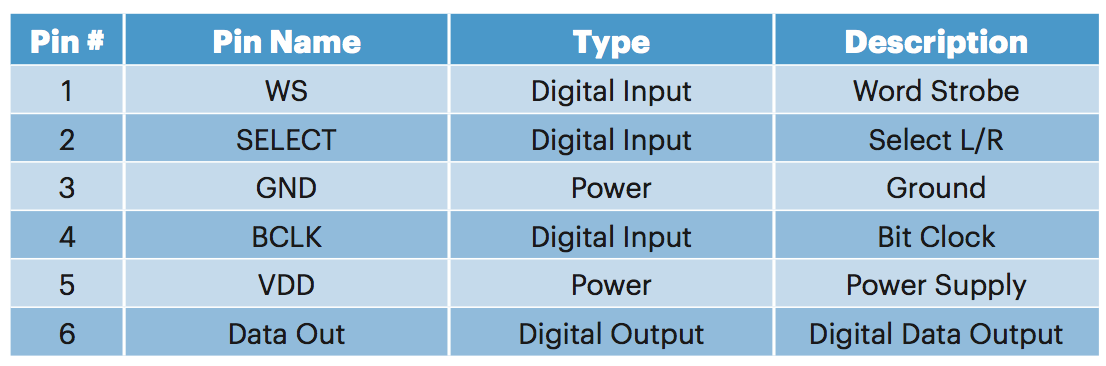 Pin # Pin Name Type Description
1 WS Digital Input Word Strobe
2 SELECT Digital Input Select L/R
3 GND Power Ground
4 BCLK Digital Input Bit Clock
5 VDD Power Power Supply
6 Data Out Digital Output Digital Data Output